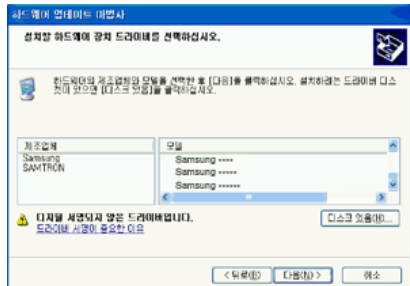 하드웨어 업데이트 마법사
설치할 하드웨어 장치 드라이버를 선택하십시오.
하드웨어의 제조업체와 모델을 선택한 후 [다음]을 클릭하십시오. 설치하려는 드라이버 디스
컷이 있으면 [디스크 있음]을 클릭하십시오.
제조업체
Samsung
SAMTRON
모델
Samsung ----
Samsung -----
Samsung ------
디지털 서명되지 않은 드라이버입니다.
드라이버 서명이 중요한 이유
디스크 있음(H)...
< 뒤로(B)
다음(N) >
취소